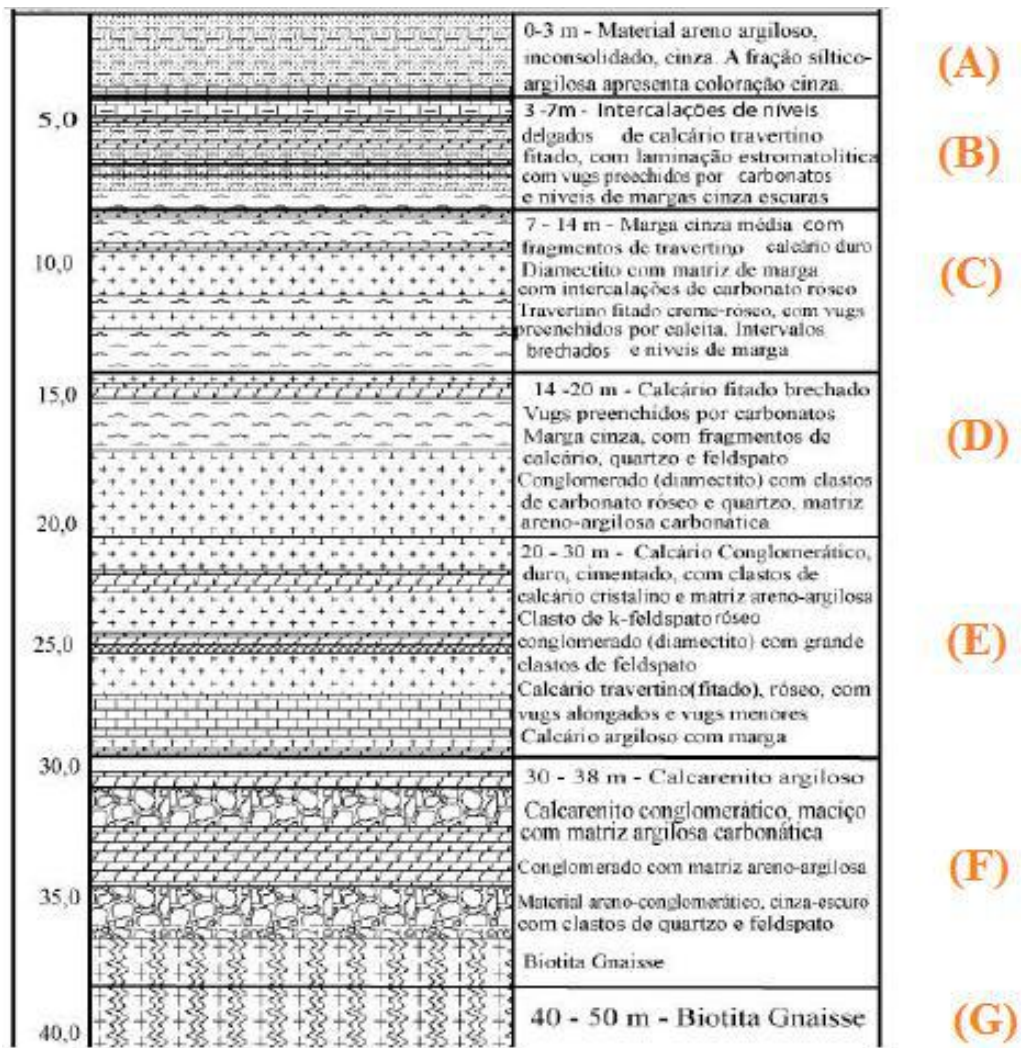 0-3 m - Material areno argiloso,
inconsolidado, cinza. A fração síltico-
argilosa apresenta coloração cinza.
(A)
5,0
3 -7m - Intercalações de níveis
delgados de calcário travertino
fitado, com laminação estromatolitica
com vugs preechidos por carbonatos
e níveis de margas cinza escuras
(B)
7 - 14 m - Marga cinza média com
fragmentos de travertino calcário duro
Diamectito com matriz de marga
com intercalações de carbonato rosco
Travertino fitado creme-róseo, com vugs
preenchidos por calcita. Intervalos
brechados e niveis de marga
10,0
(C)
15,0
14 -20 m - Calcário fitado brechado
Vugs preenchidos por carbonatos
Marga cinza, com fragmentos de
calcário, quartzo e feldspato
Conglomerado (diamectito) com clastos
de carbonato róseo e quartzo, matriz
areno-argilosa carbonática
(D)
20,0
20 - 30 m - Calcário Conglomerático,
duro, cimentado, com clastos de
calcário cristalino e matriz areno-argilosa
Clasto de k-feldspato róseo
conglomerado (diamectito) com grande
clastos de feldspato
Calcário travertino(fitado), róseo, com
vugs alongados e vugs menores
Calcário argiloso com marga
25,0
(E)
30,0
30 - 38 m - Calcarenito argiloso
Calcarenito conglomerático, maciço
com matriz argilosa carbonática
Conglomerado com matriz areno-argilosa
(F)
35,0
Material areno-conglomerático, cinza-escuro
com clastos de quartzo e feldspato
Biotita Gnaisse
40,0
40 - 50 m - Biotita Gnaisse
(G)